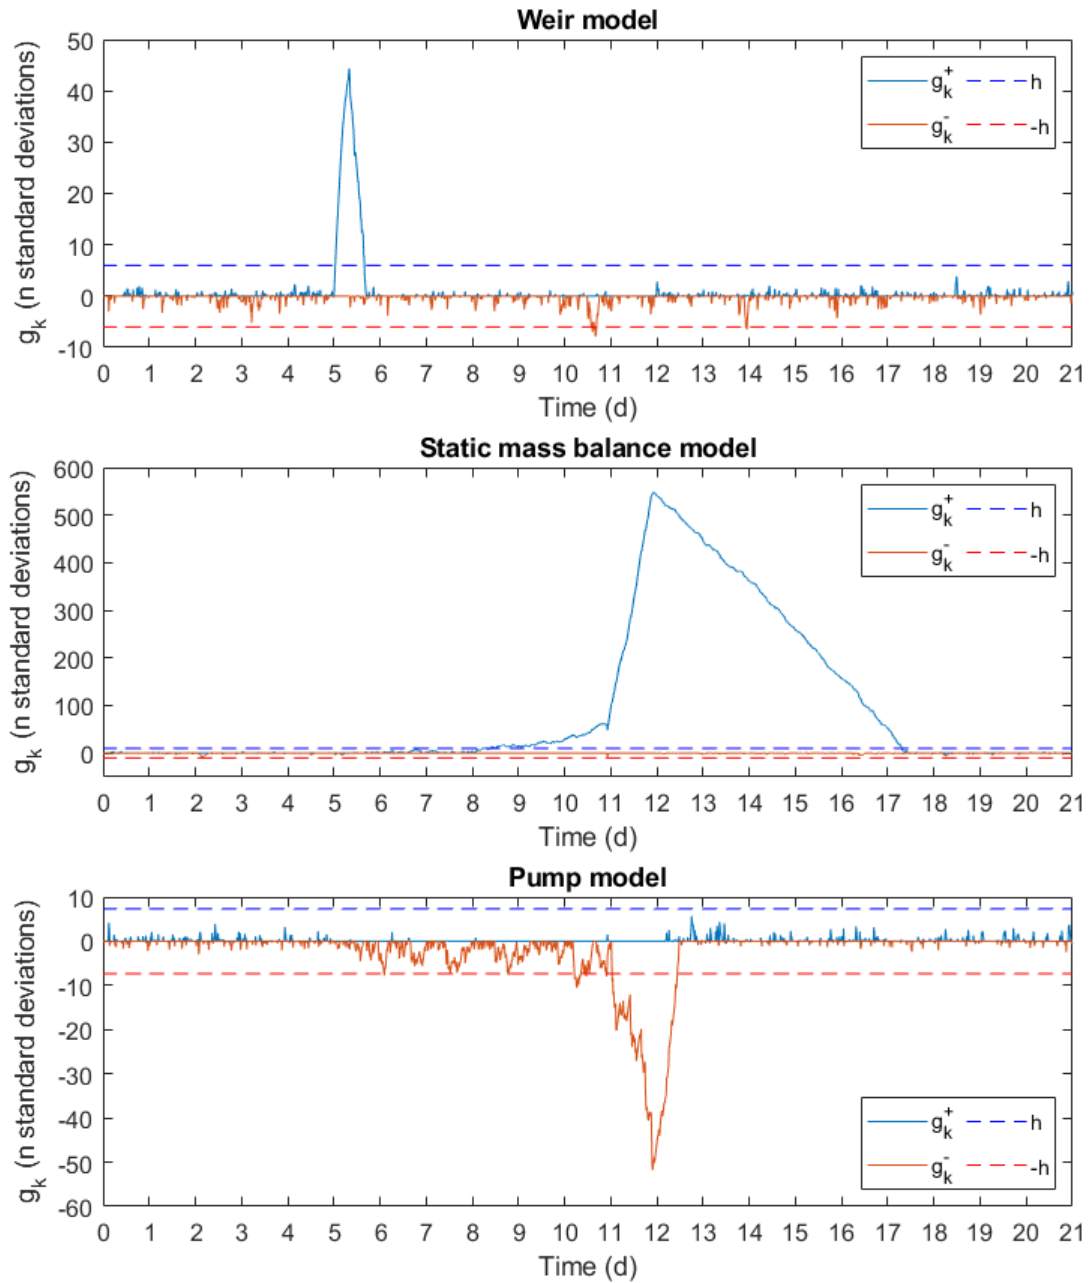 Weir model
g_k (n standard deviations)
50
40
30
20
10
0
-10
g_k^+ h
g_k^- -h
0 1 2 3 4 5 6 7 8 9 10 11 12 13 14 15 16 17 18 19 20 21
Time (d)
Static mass balance model
g_k (n standard deviations)
600
500
400
300
200
100
0
g_k^+ h
g_k^- -h
0 1 2 3 4 5 6 7 8 9 10 11 12 13 14 15 16 17 18 19 20 21
Time (d)
Pump model
g_k (n standard deviations)
10
0
-10
-20
-30
-40
-50
-60
g_k^+ h
g_k^- -h
0 1 2 3 4 5 6 7 8 9 10 11 12 13 14 15 16 17 18 19 20 21
Time (d)